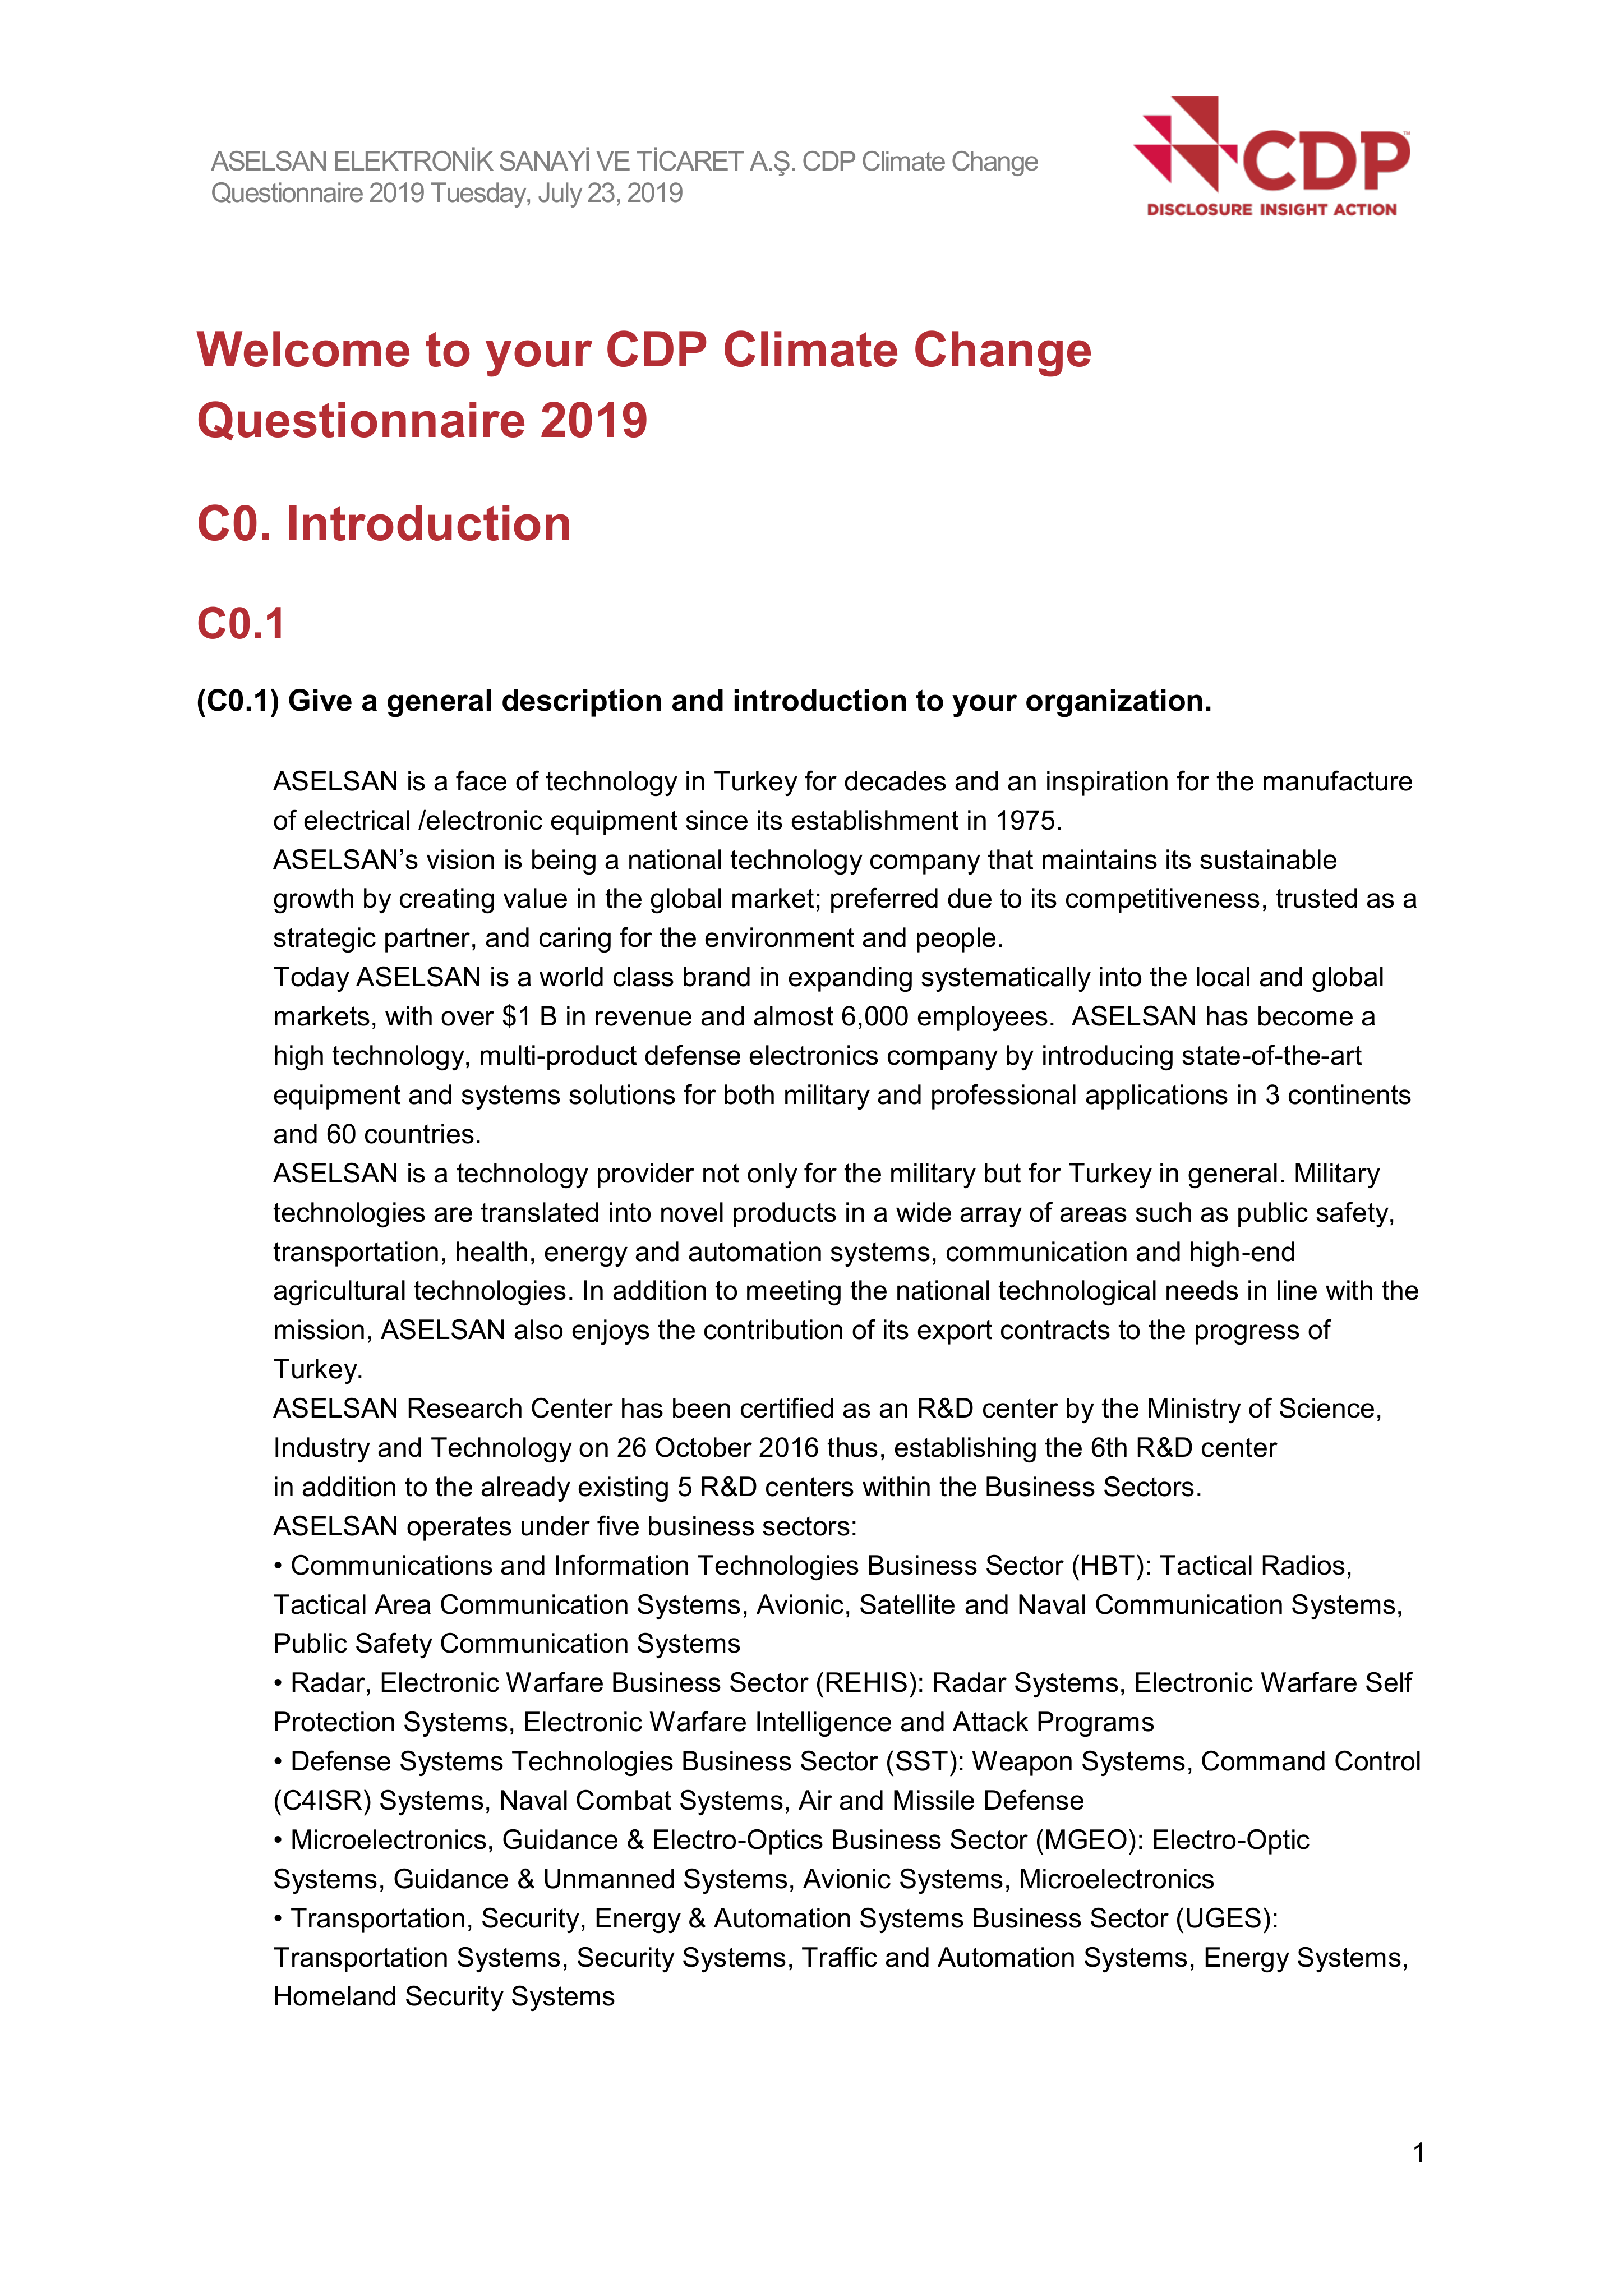 ASELSAN ELEKTRONİK SANAYİ VE TİCARET A.Ş. CDP Climate Change
Questionnaire 2019 Tuesday, July 23, 2019
CDP™
DISCLOSURE INSIGHT ACTION
Welcome to your CDP Climate Change
Questionnaire 2019
C0. Introduction
C0.1
(C0.1) Give a general description and introduction to your organization.
ASELSAN is a face of technology in Turkey for decades and an inspiration for the manufacture
of electrical /electronic equipment since its establishment in 1975.
ASELSAN’s vision is being a national technology company that maintains its sustainable
growth by creating value in the global market; preferred due to its competitiveness, trusted as a
strategic partner, and caring for the environment and people.
Today ASELSAN is a world class brand in expanding systematically into the local and global
markets, with over $1 B in revenue and almost 6,000 employees.  ASELSAN has become a
high technology, multi-product defense electronics company by introducing state-of-the-art
equipment and systems solutions for both military and professional applications in 3 continents
and 60 countries.
ASELSAN is a technology provider not only for the military but for Turkey in general. Military
technologies are translated into novel products in a wide array of areas such as public safety,
transportation, health, energy and automation systems, communication and high-end
agricultural technologies. In addition to meeting the national technological needs in line with the
mission, ASELSAN also enjoys the contribution of its export contracts to the progress of
Turkey.
ASELSAN Research Center has been certified as an R&D center by the Ministry of Science,
Industry and Technology on 26 October 2016 thus, establishing the 6th R&D center
in addition to the already existing 5 R&D centers within the Business Sectors.
ASELSAN operates under five business sectors:
• Communications and Information Technologies Business Sector (HBT): Tactical Radios,
Tactical Area Communication Systems, Avionic, Satellite and Naval Communication Systems,
Public Safety Communication Systems
• Radar, Electronic Warfare Business Sector (REHIS): Radar Systems, Electronic Warfare Self
Protection Systems, Electronic Warfare Intelligence and Attack Programs
• Defense Systems Technologies Business Sector (SST): Weapon Systems, Command Control
(C4ISR) Systems, Naval Combat Systems, Air and Missile Defense
• Microelectronics, Guidance & Electro-Optics Business Sector (MGEO): Electro-Optic
Systems, Guidance & Unmanned Systems, Avionic Systems, Microelectronics
• Transportation, Security, Energy & Automation Systems Business Sector (UGES):
Transportation Systems, Security Systems, Traffic and Automation Systems, Energy Systems,
Homeland Security Systems
1